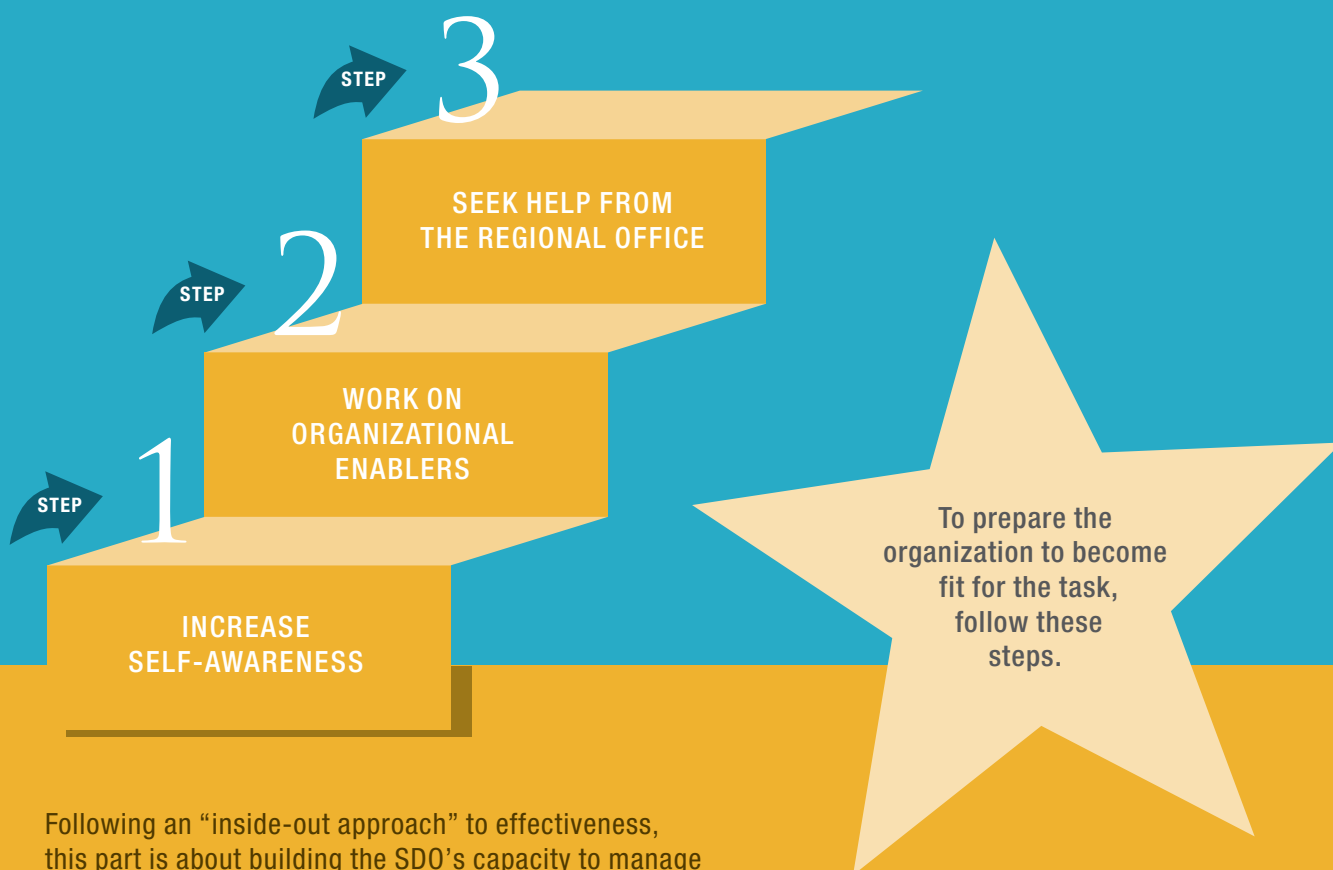 STEP
3
SEEK HELP FROM
THE REGIONAL OFFICE
STEP
2
WORK ON
ORGANIZATIONAL
ENABLERS
STEP
1
INCREASE
SELF-AWARENESS
To prepare the
organization to become
fit for the task,
follow these
steps.
Following an “inside-out approach” to effectiveness,
this part is about building the SDO’s capacity to manage